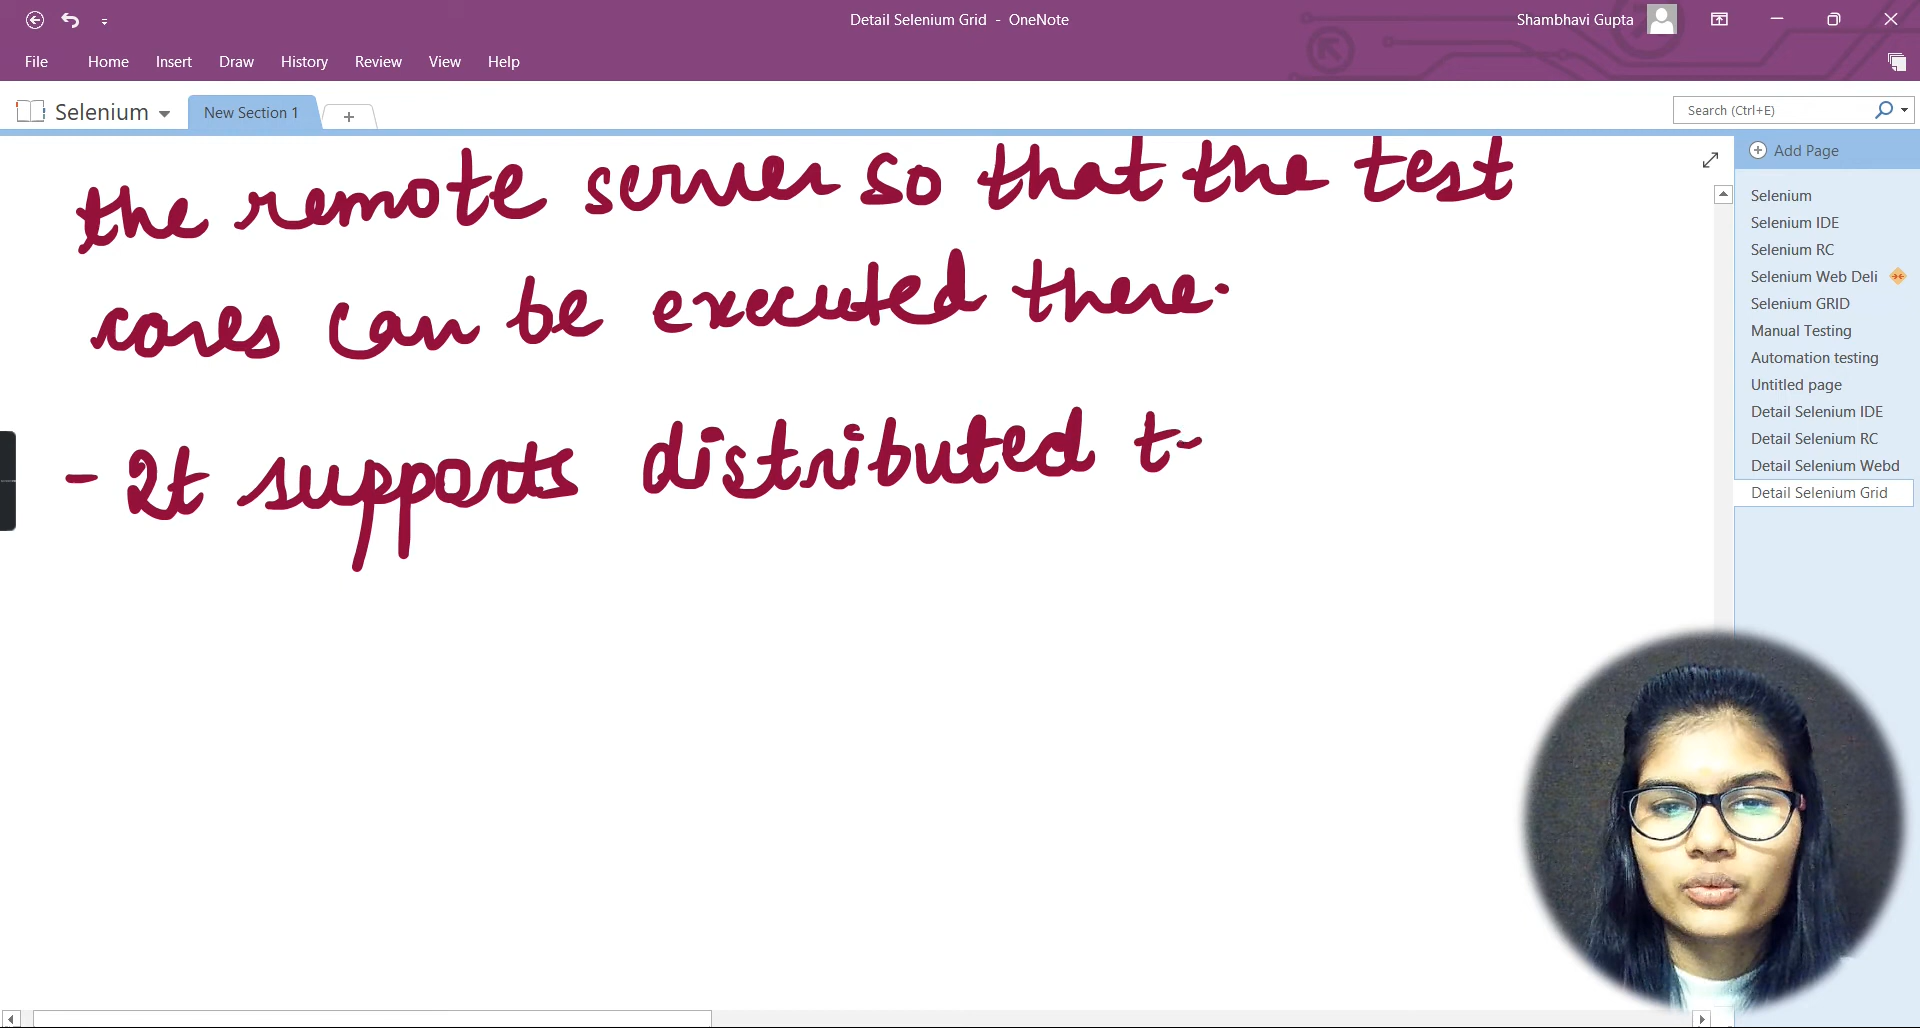 Detail Selenium Grid - OneNote
Shambhavi Gupta
File Home Insert Draw History Review View Help
Selenium
New Section 1
+
Search (Ctrl+E)
Add Page
the remote server so that the test
cases can be executed there.
- It supports distributed t-
Selenium
Selenium IDE
Selenium RC
Selenium Web Deli
Selenium GRID
Manual Testing
Automation testing
Untitled page
Detail Selenium IDE
Detail Selenium RC
Detail Selenium Webd
Detail Selenium Grid